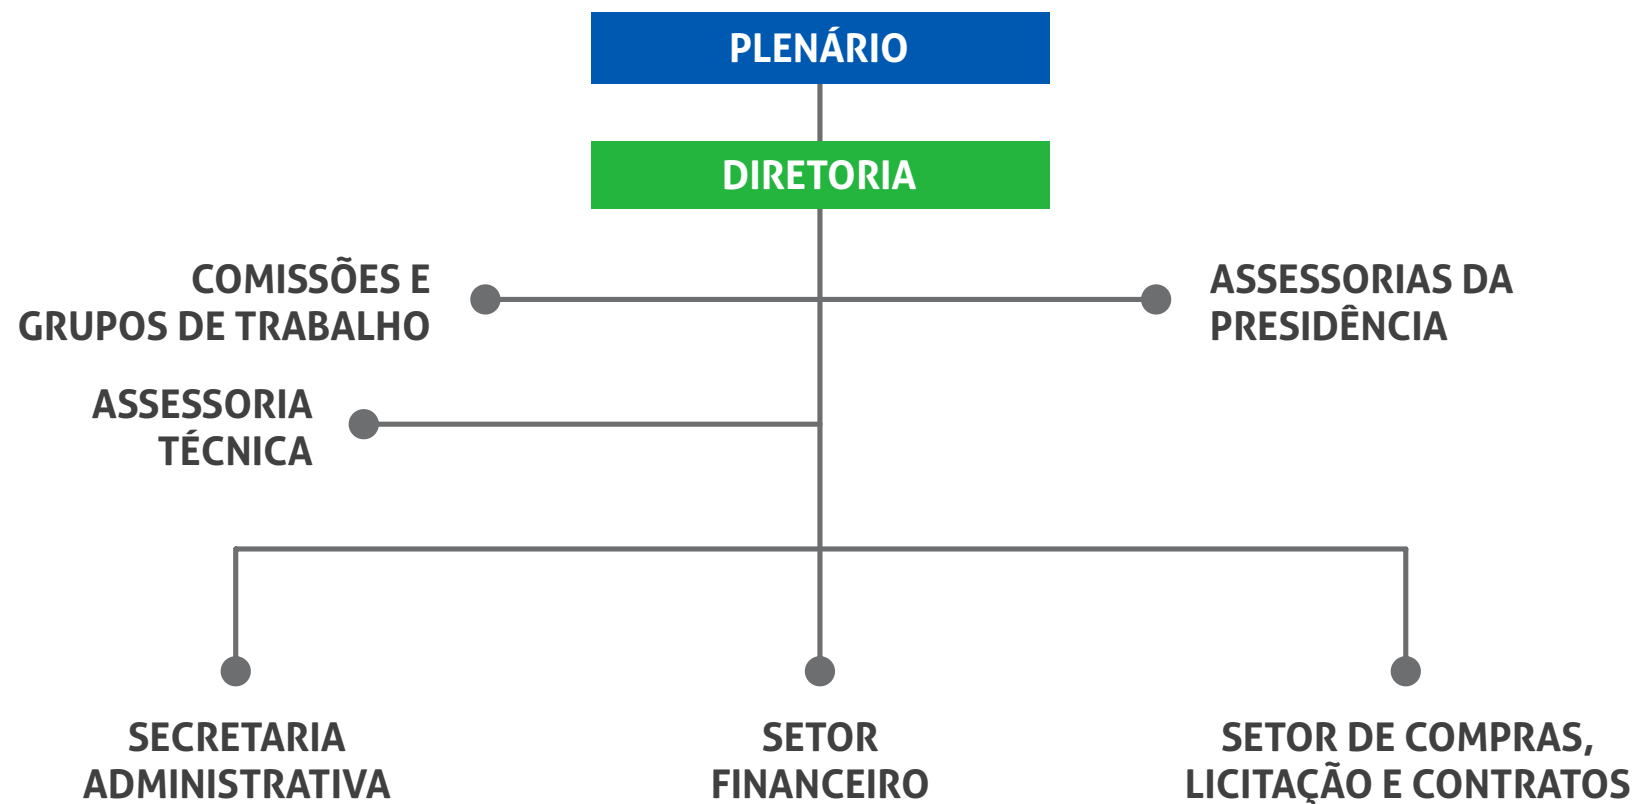 PLENÁRIO
DIRETORIA
COMISSÕES E
GRUPOS DE TRABALHO
ASSESSORIAS DA
PRESIDÊNCIA
ASSESSORIA
TÉCNICA
SECRETARIA
ADMINISTRATIVA
SETOR
FINANCEIRO
SETOR DE COMPRAS,
LICITAÇÃO E CONTRATOS